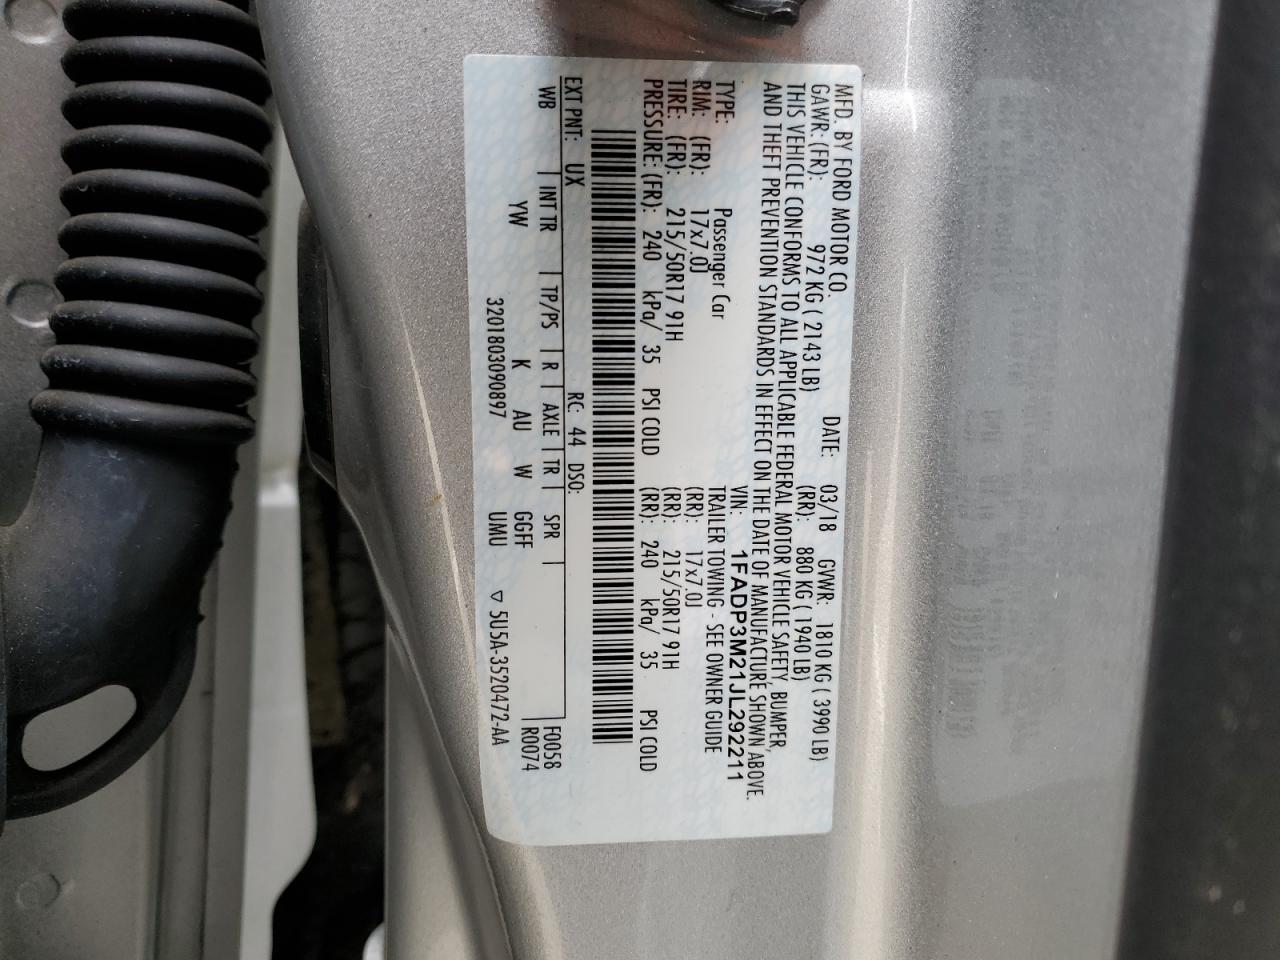 MFD. BY FORD MOTOR CO. DATE: 03/18 GVWR: 1810 KG ( 3990 LB)
GAWR: (FR): 972 KG ( 2143 LB) (RR): 880 KG ( 1940 LB)
THIS VEHICLE CONFORMS TO ALL APPLICABLE FEDERAL MOTOR VEHICLE SAFETY, BUMPER,
AND THEFT PREVENTION STANDARDS IN EFFECT ON THE DATE OF MANUFACTURE SHOWN ABOVE.
VIN: 1FADP3M21JL292211
TYPE: Passenger Car TRAILER TOWING - SEE OWNER GUIDE
RIM: (FR): 17x7.0J (RR): 17x7.0J
TIRE: (FR): 215/50R17 91H (RR): 215/50R17 91H
PRESSURE: (FR): 240 kPa/ 35 PSI COLD (RR): 240 kPa/ 35 PSI COLD
EXT PNT: UX RC: 44 DSO: F0058
WB INT TR TP/PS R AXLE TR SPR R0074
YW K AU W GGFF
3201803090897 UMU ▽ 5U5A-3520472-AA